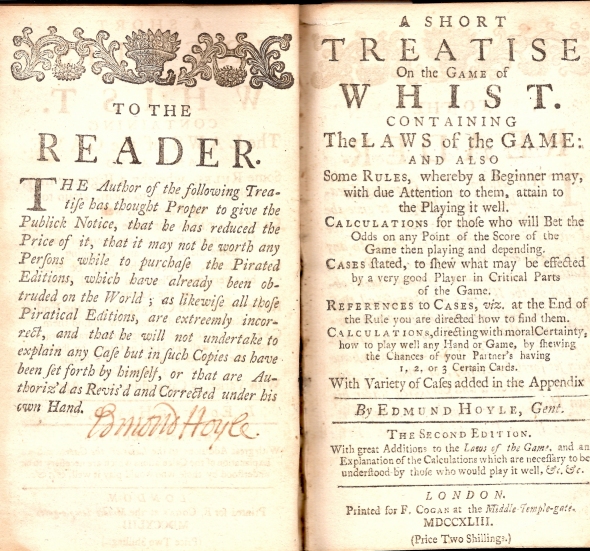 TO THE
READER.
THE Author of the following Trea-
tiſe has thought Proper to give the
Publick Notice, that he has reduced the
Price of it, that it may not be worth any
Perſons while to purchaſe the Pirated
Editions, which have already been ob-
truded on the World ; as likewiſe all thoſe
Piratical Editions, are extreemly incor-
rect, and that he will not undertake to
explain any Caſe but in ſuch Copies as have
been ſet forth by himſelf, or that are Au-
thoriz'd as Revis'd and Corrected under his
own Hand.
Edmond Hoyle.
A SHORT
TREATISE
On the GAME of
WHIST.
CONTAINING
The LAWS of the GAME:
AND ALSO
Some RULES, whereby a Beginner may,
with due Attention to them, attain to
the Playing it well.
CALCULATIONS for thoſe who will Bet the
Odds on any Point of the Score of the
Game then playing and depending.
CASES ſtated, to ſhew what may be effected
by a very good Player in Critical Parts
of the Game.
REFERENCES to CASES, viz. at the End of
the Rule you are directed how to find them.
CALCULATIONS, directing with moral Certainty,
how to play well any Hand or Game, by ſhewing
the Chances of your Partner's having
1, 2, or 3 Certain Cards.
With Variety of Caſes added in the Appendix
By EDMUND HOYLE, Gent.
THE SECOND EDITION.
With great Additions to the Laws of the Game, and an
Explanation of the Calculations which are neceſſary to be
underſtood by thoſe who would play it well, &c. &c.
LONDON.
Printed for F. COGAN at the Middle-Temple-gate.
MDCCXLIII.
(Price Two Shillings.)